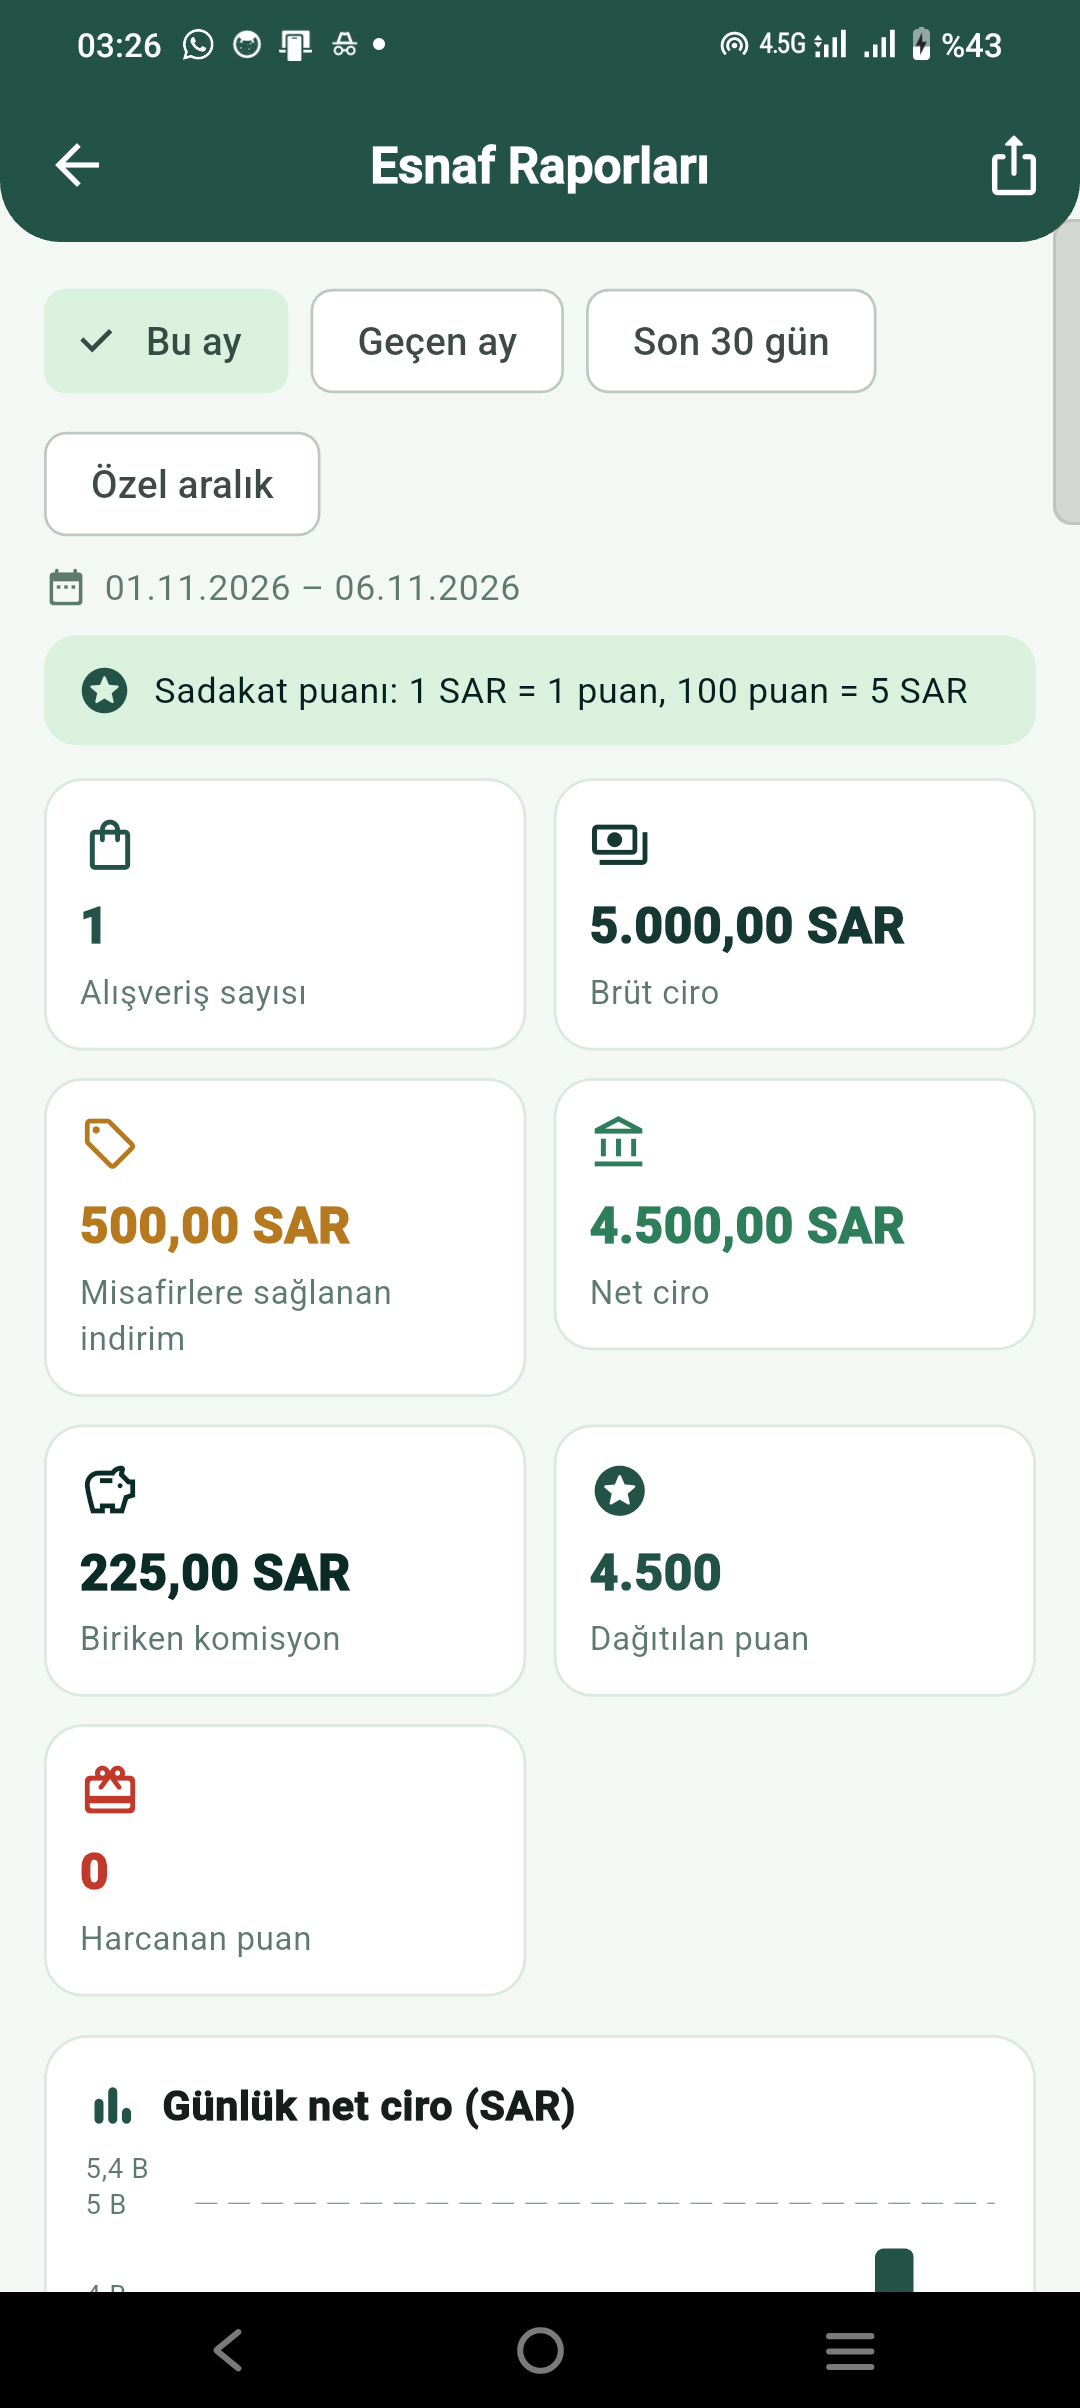 03:26
4.5G
%43
Esnaf Raporları
Bu ay
Geçen ay
Son 30 gün
Özel aralık
01.11.2026 – 06.11.2026
Sadakat puanı: 1 SAR = 1 puan, 100 puan = 5 SAR
1
Alışveriş sayısı
5.000,00 SAR
Brüt ciro
500,00 SAR
Misafirlere sağlanan
indirim
4.500,00 SAR
Net ciro
225,00 SAR
Biriken komisyon
4.500
Dağıtılan puan
0
Harcanan puan
Günlük net ciro (SAR)
5,4 B
5 B